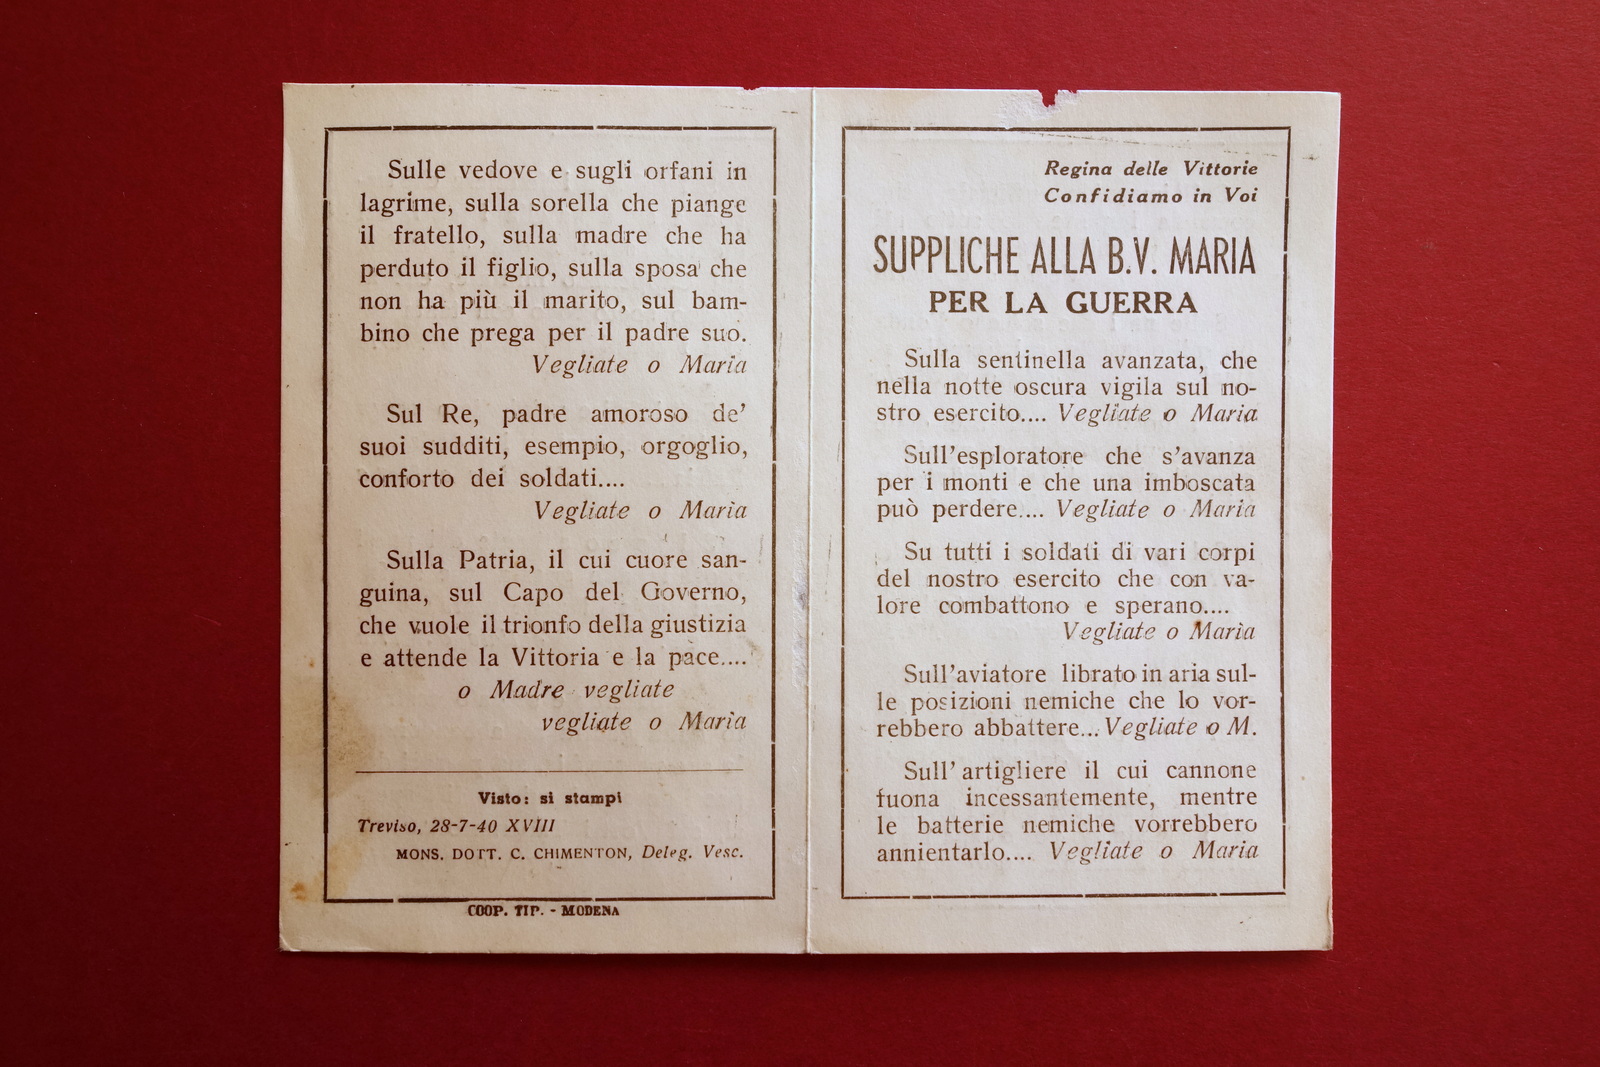 Sulle vedove e sugli orfani in
lagrime, sulla sorella che piange
il fratello, sulla madre che ha
perduto il figlio, sulla sposa che
non ha più il marito, sul bam-
bino che prega per il padre suo.
Vegliate o Maria
Sul Re, padre amoroso de'
suoi sudditi, esempio, orgoglio,
conforto dei soldati....
Vegliate o Maria
Sulla Patria, il cui cuore san-
guina, sul Capo del Governo,
che vuole il trionfo della giustizia
e attende la Vittoria e la pace....
o Madre vegliate
vegliate o Maria
Visto: si stampi
Treviso, 28-7-40 XVIII
MONS. DOTT. C. CHIMENTON, Deleg. Vesc.
COOP. TIP. - MODENA
Regina delle Vittorie
Confidiamo in Voi
SUPPLICHE ALLA B.V. MARIA
PER LA GUERRA
Sulla sentinella avanzata, che
nella notte oscura vigila sul no-
stro esercito.... Vegliate o Maria
Sull'esploratore che s'avanza
per i monti e che una imboscata
può perdere.... Vegliate o Maria
Su tutti i soldati di vari corpi
del nostro esercito che con va-
lore combattono e sperano....
Vegliate o Maria
Sull'aviatore librato in aria sul-
le posizioni nemiche che lo vor-
rebbero abbattere... Vegliate o M.
Sull'artigliere il cui cannone
tuona incessantemente, mentre
le batterie nemiche vorrebbero
annientarlo.... Vegliate o Maria